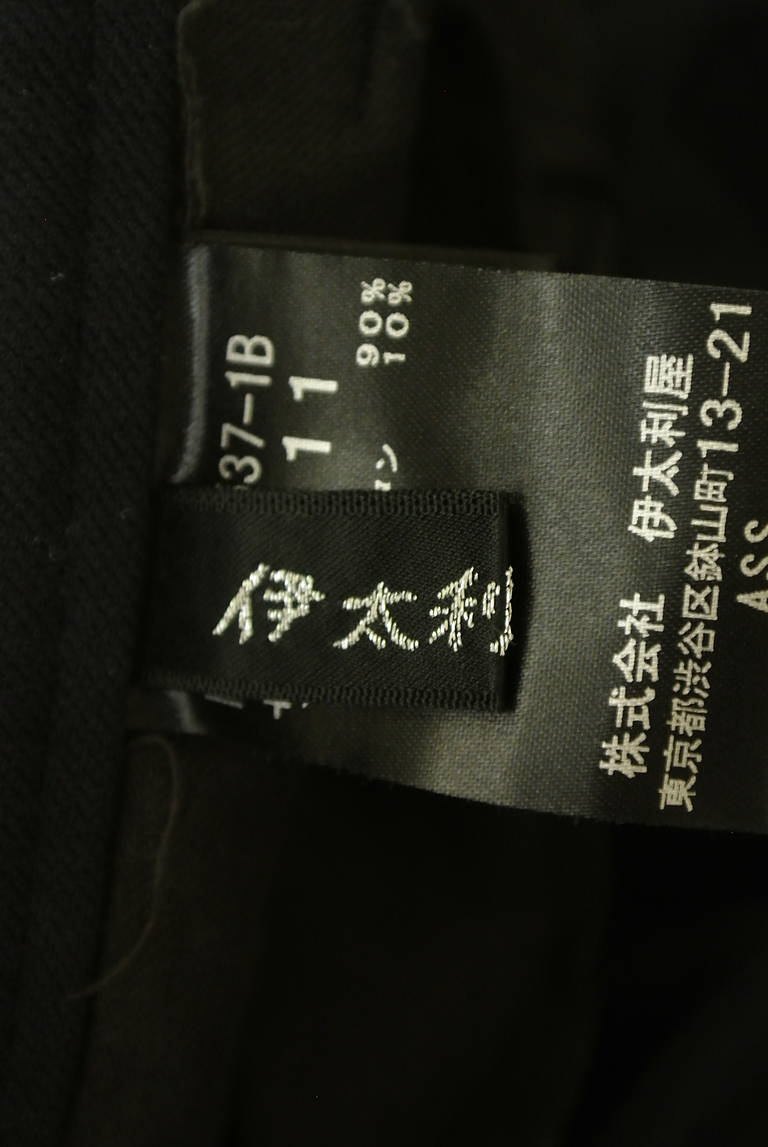 37-1B
11
90%
ン 10%
伊太利
株式会社 伊太利屋
東京都渋谷区鉢山町13-21
A.S.S